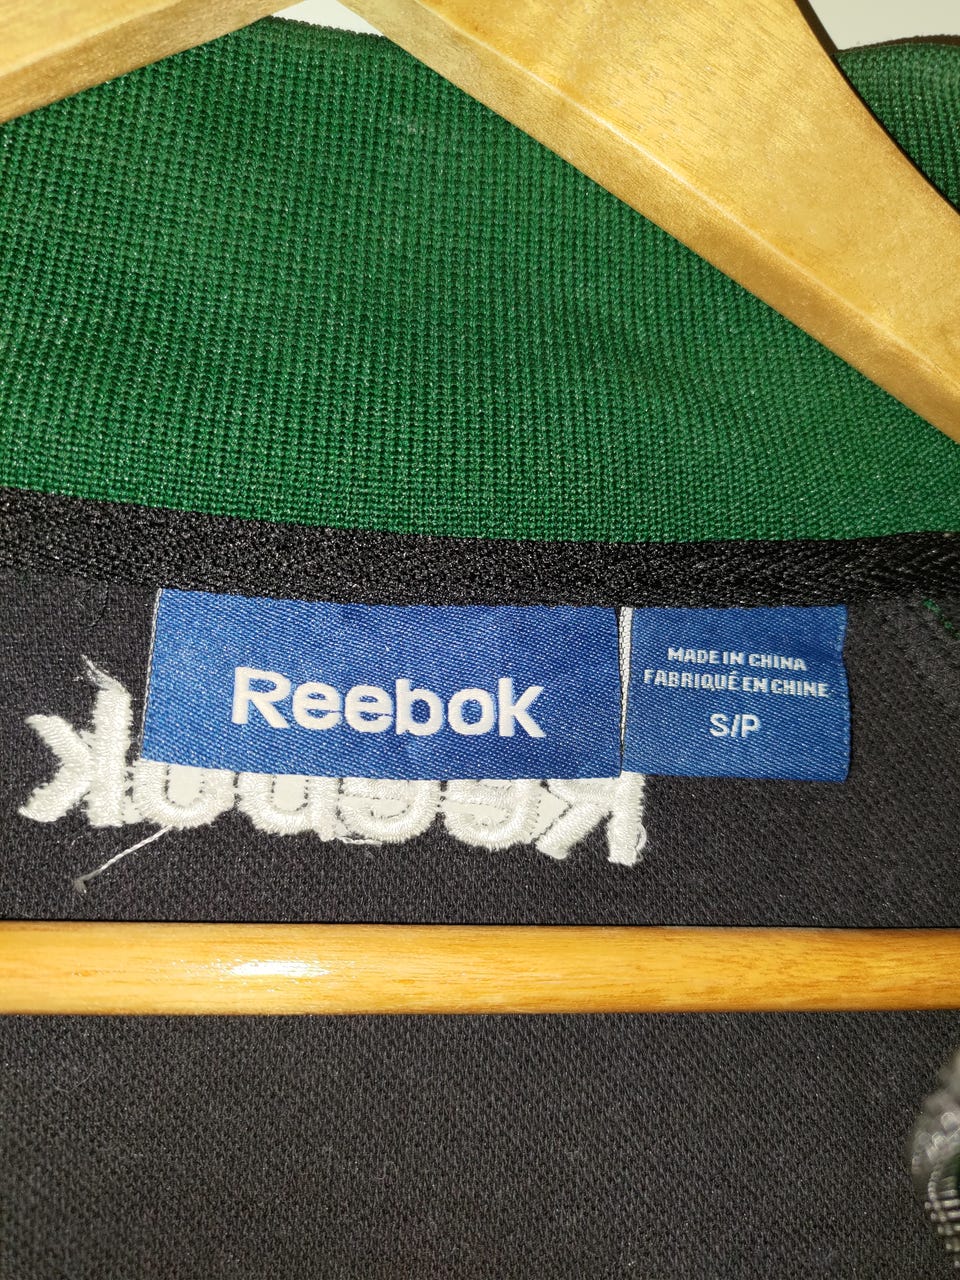 Reebok
MADE IN CHINA
FABRIQUÉ EN CHINE
S/P